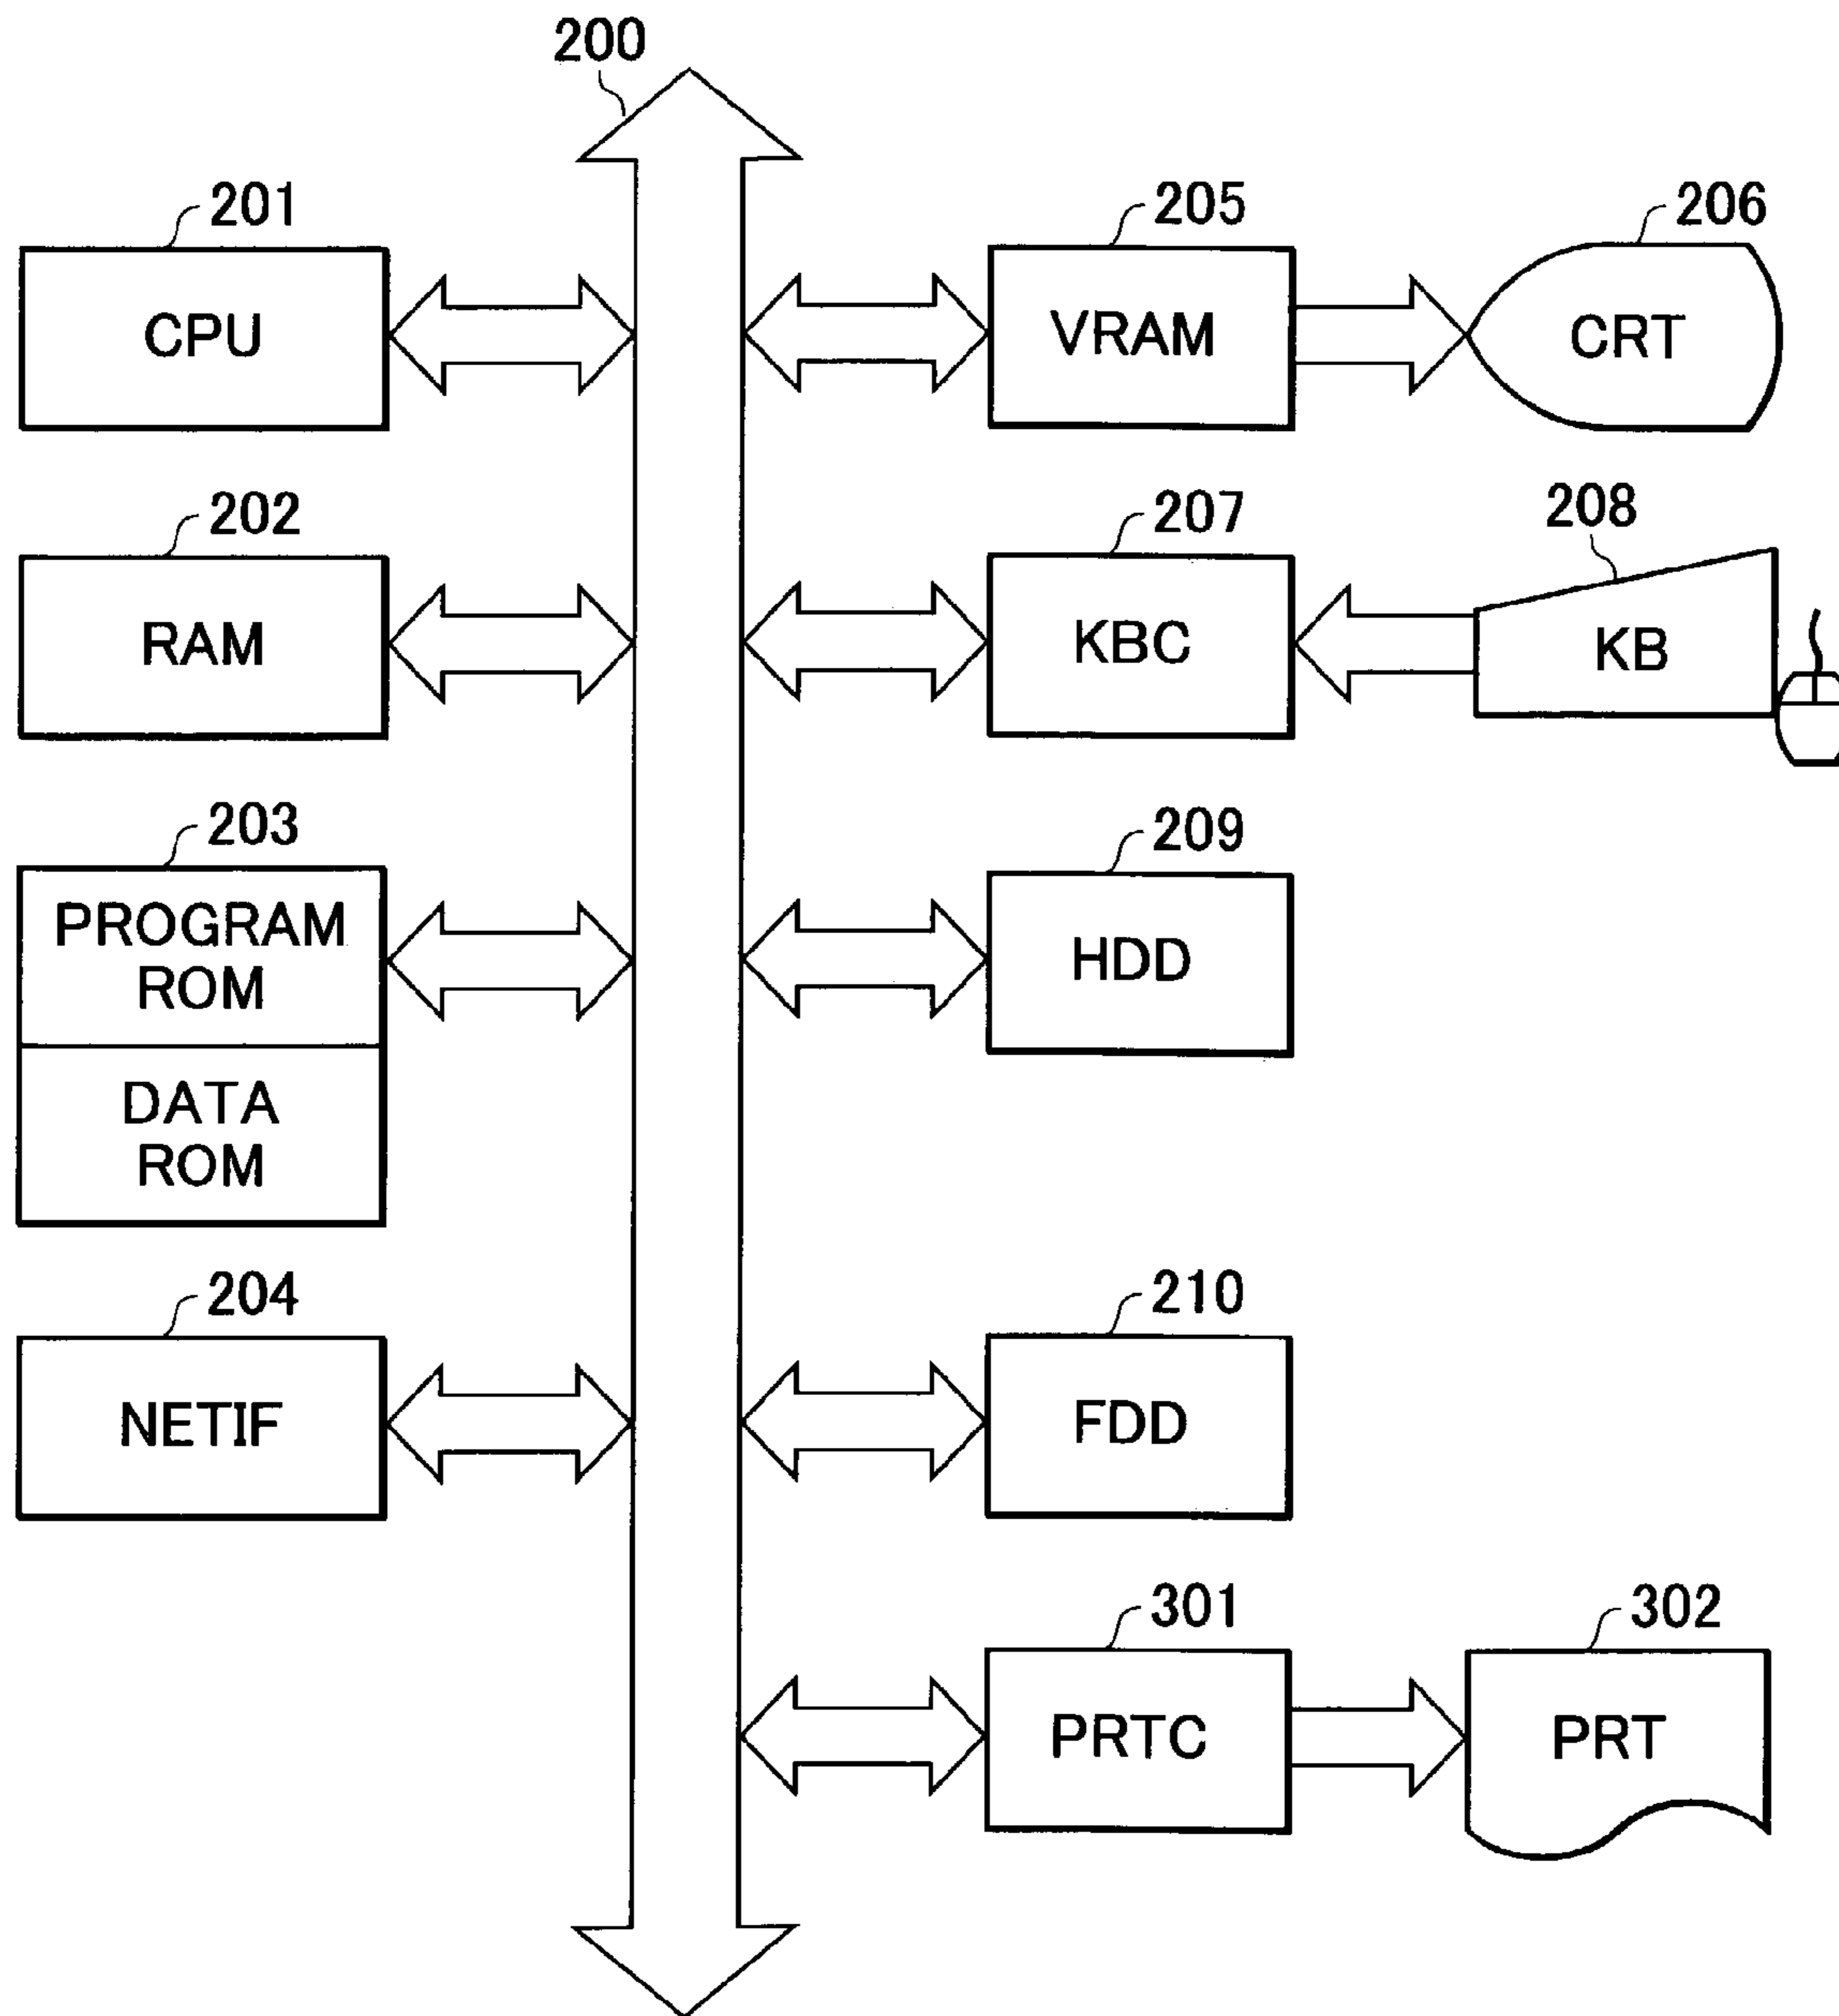 200
201
CPU
205
VRAM
206
CRT
202
RAM
207
KBC
208
KB
203
PROGRAM
ROM
DATA
ROM
209
HDD
204
NETIF
210
FDD
301
PRTC
302
PRT